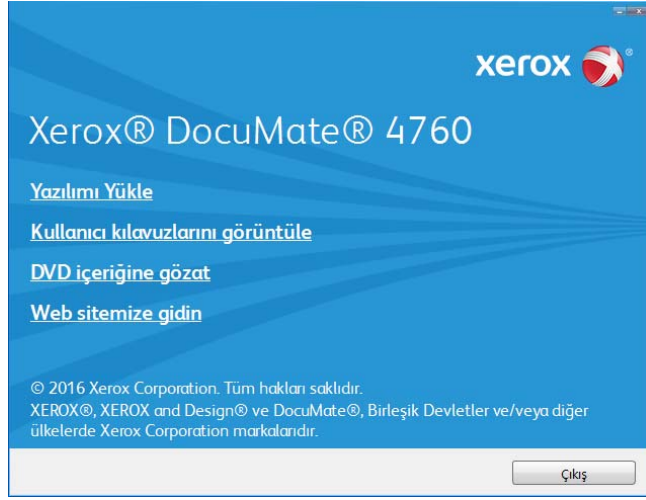 xerox ®
Xerox® DocuMate® 4760
Yazılımı Yükle
Kullanıcı kılavuzlarını görüntüle
DVD içeriğine gözat
Web sitemize gidin
© 2016 Xerox Corporation. Tüm hakları saklıdır.
XEROX®, XEROX and Design® ve DocuMate®, Birleşik Devletler ve/veya diğer
ülkelerde Xerox Corporation markalarıdır.
Çıkış